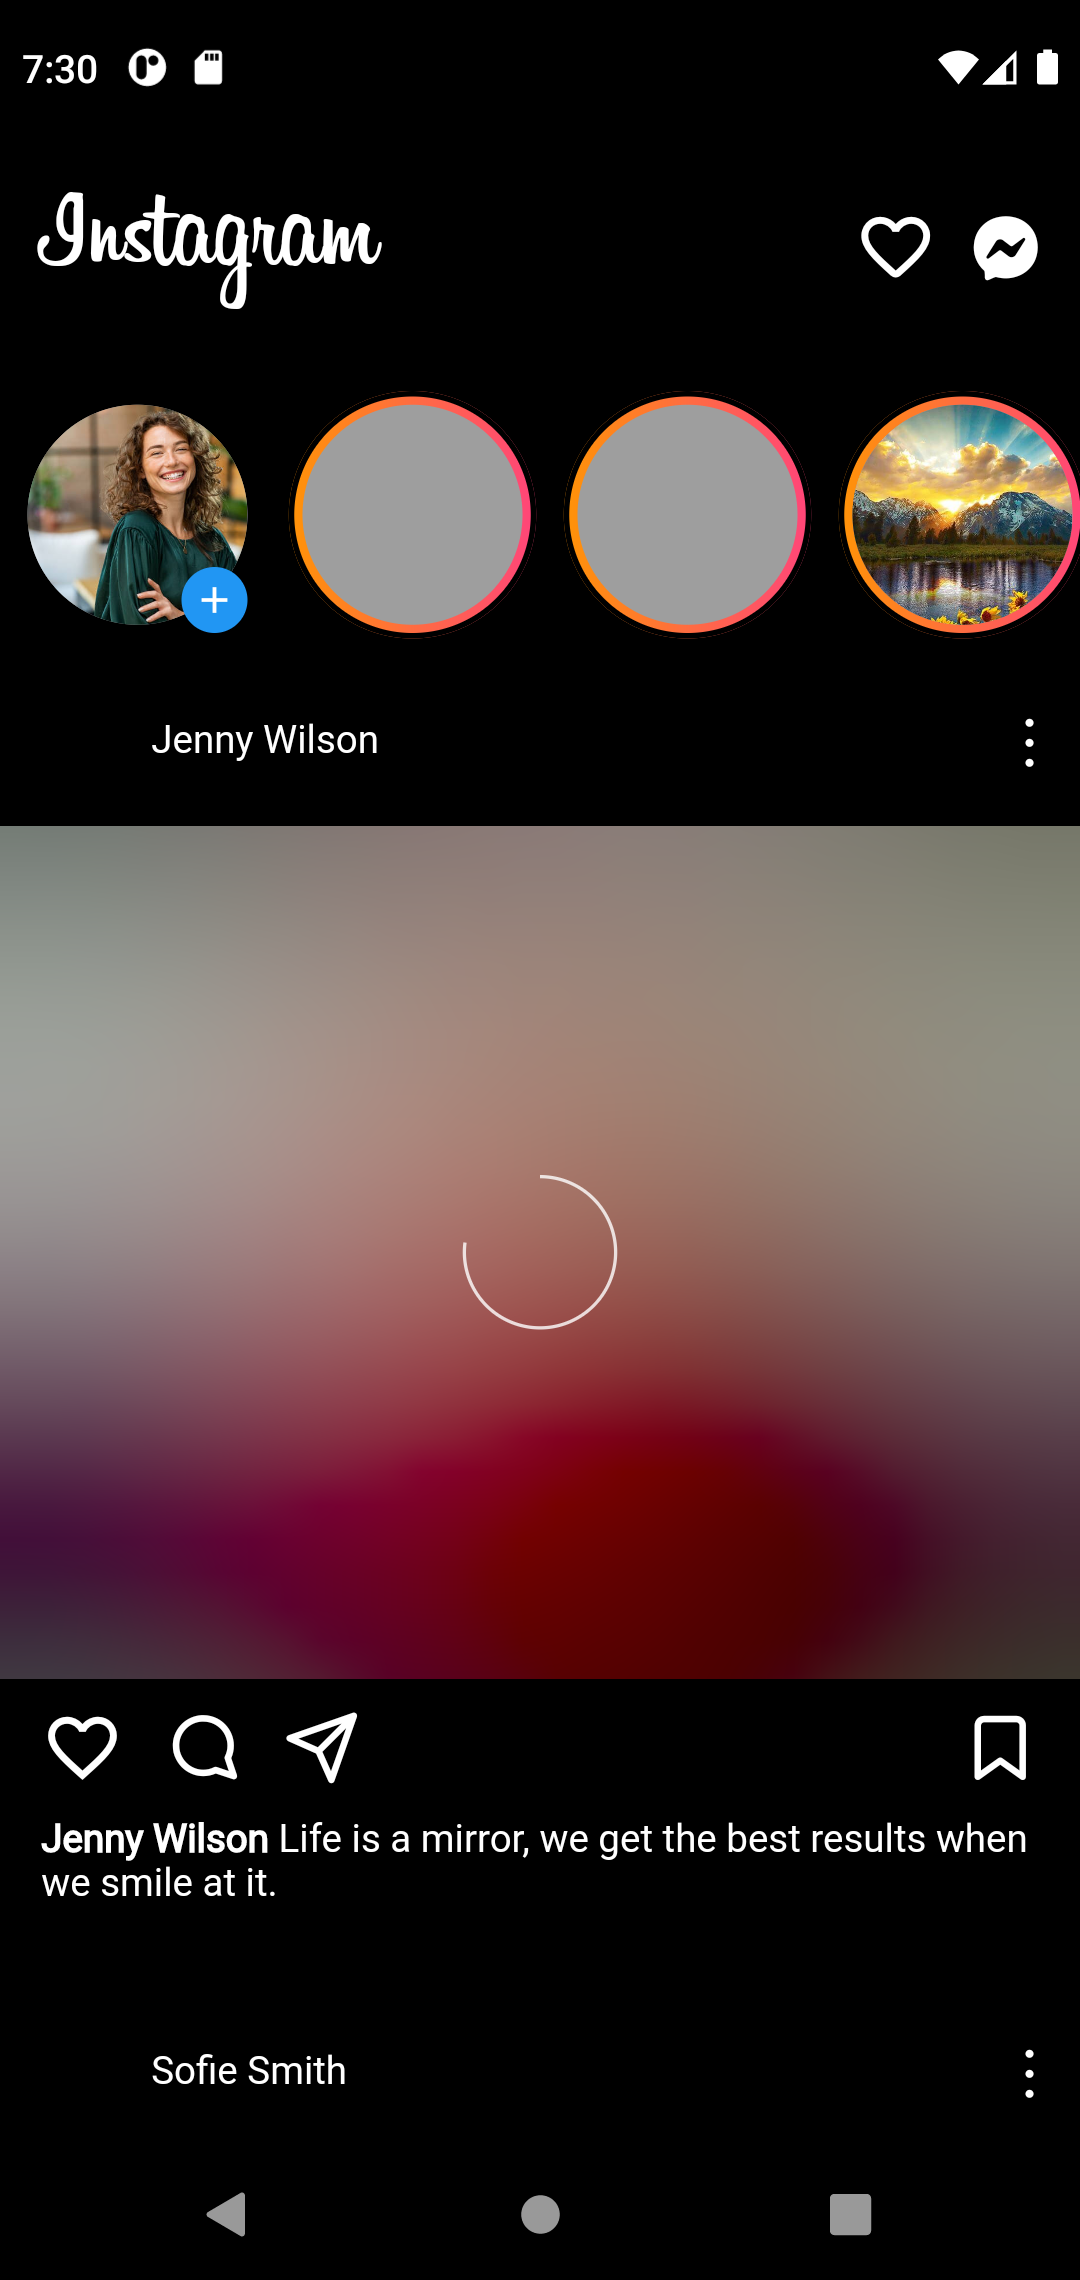 7:30
Instagram
Jenny Wilson
Jenny Wilson Life is a mirror, we get the best results when
we smile at it.
Sofie Smith